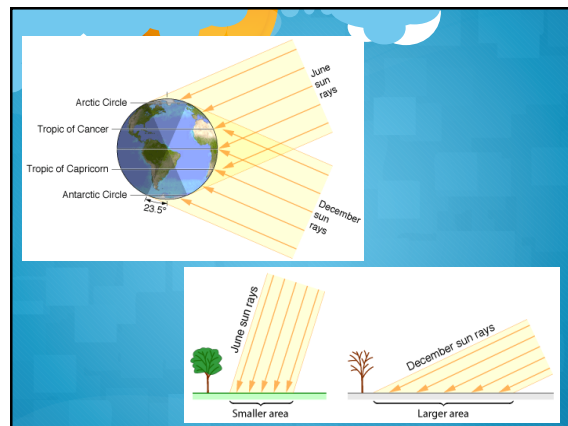 June
sun
rays
Arctic Circle
Tropic of Cancer
Tropic of Capricorn
Antarctic Circle
23.5°
December
sun
rays
June sun rays
December sun rays
Smaller area
Larger area